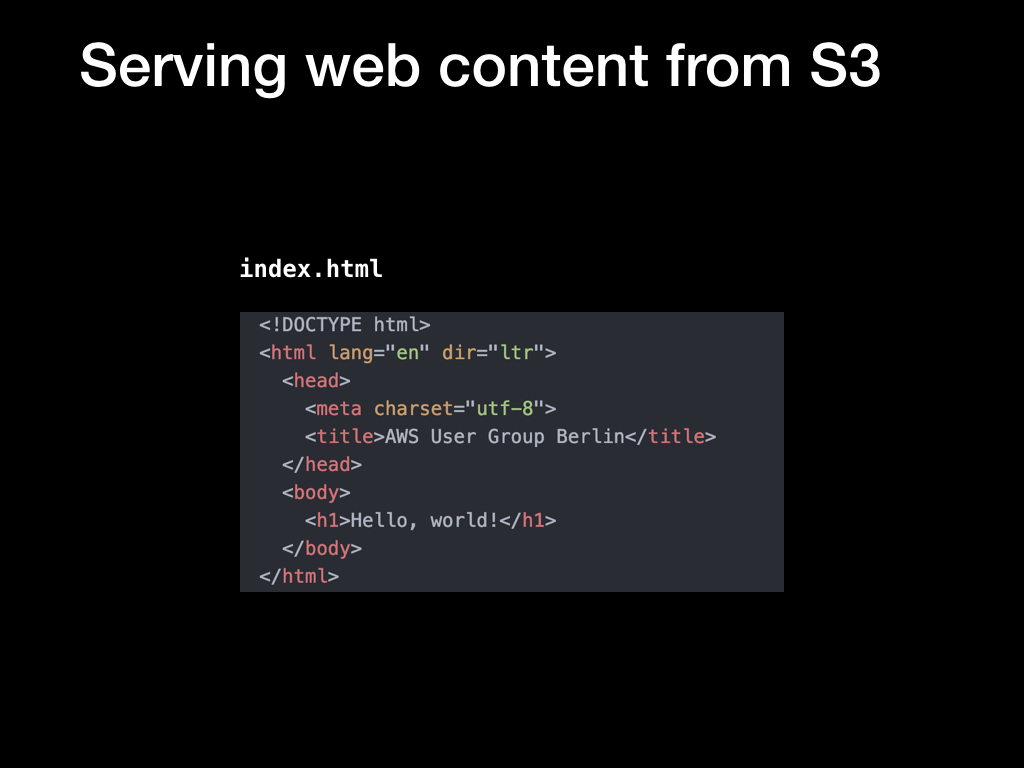 Serving web content from S3
index.html
<!DOCTYPE html>
<html lang="en" dir="ltr">
  <head>
    <meta charset="utf-8">
    <title>AWS User Group Berlin</title>
  </head>
  <body>
    <h1>Hello, world!</h1>
  </body>
</html>